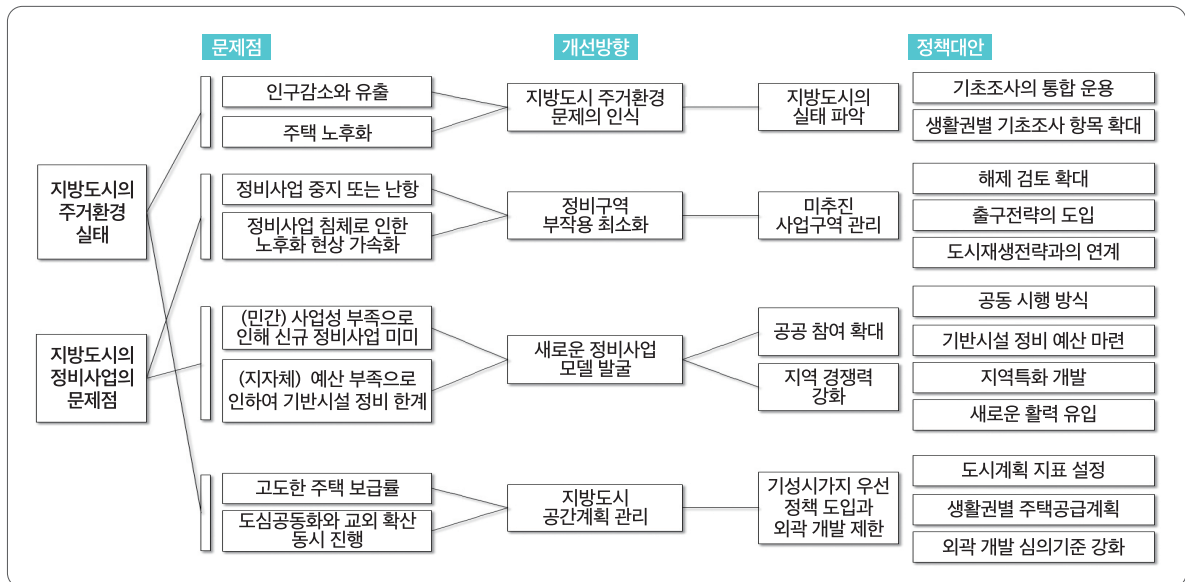 문제점
개선방향
정책대안
지방도시의
주거환경
실태
지방도시의
정비사업의
문제점
인구감소와 유출
주택 노후화
지방도시 주거환경
문제의 인식
지방도시의
실태 파악
기초조사의 통합 운용
생활권별 기초조사 항목 확대
정비사업 중지 또는 난항
정비사업 침체로 인한
노후화 현상 가속화
정비구역
부작용 최소화
미추진
사업구역 관리
해제 검토 확대
출구전략의 도입
도시재생전략과의 연계
(민간) 사업성 부족으로
인해 신규 정비사업 미미
(지자체) 예산 부족으로
인하여 기반시설 정비 한계
새로운 정비사업
모델 발굴
공공 참여 확대
지역 경쟁력
강화
공동 시행 방식
기반시설 정비 예산 마련
지역특화 개발
새로운 활력 유입
고도한 주택 보급률
도심공동화와 교외 확산
동시 진행
지방도시
공간계획 관리
기성시가지 우선
정책 도입과
외곽 개발 제한
도시계획 지표 설정
생활권별 주택공급계획
외곽 개발 심의기준 강화